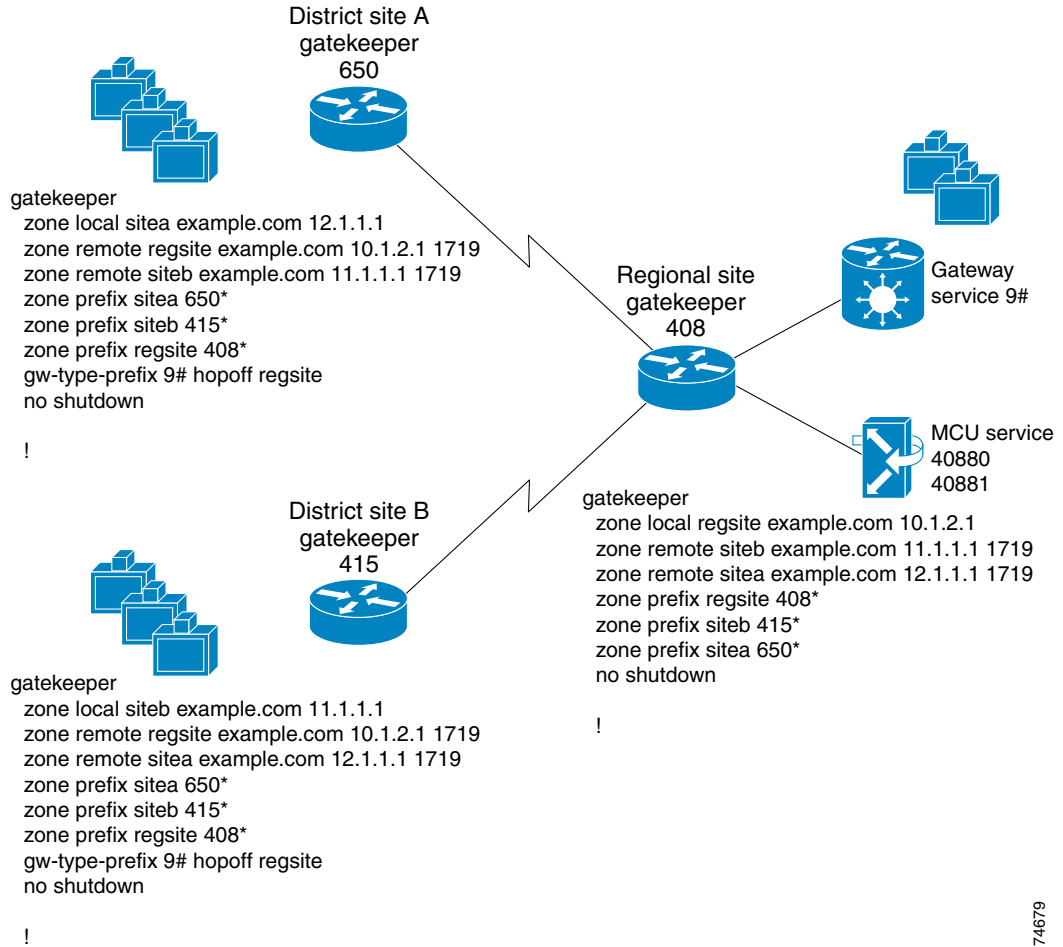 District site A
gatekeeper
650
gatekeeper
zone local sitea example.com 12.1.1.1
zone remote regsite example.com 10.1.2.1 1719
zone remote siteb example.com 11.1.1.1 1719
zone prefix sitea 650*
zone prefix siteb 415*
zone prefix regsite 408*
gw-type-prefix 9# hopoff regsite
no shutdown
!
Regional site
gatekeeper
408
Gateway
service 9#
MCU service
40880
40881
gatekeeper
zone local regsite example.com 10.1.2.1
zone remote siteb example.com 11.1.1.1 1719
zone remote sitea example.com 12.1.1.1 1719
zone prefix regsite 408*
zone prefix siteb 415*
zone prefix sitea 650*
no shutdown
!
District site B
gatekeeper
415
gatekeeper
zone local siteb example.com 11.1.1.1
zone remote regsite example.com 10.1.2.1 1719
zone remote sitea example.com 12.1.1.1 1719
zone prefix sitea 650*
zone prefix siteb 415*
zone prefix regsite 408*
gw-type-prefix 9# hopoff regsite
no shutdown
!
74679